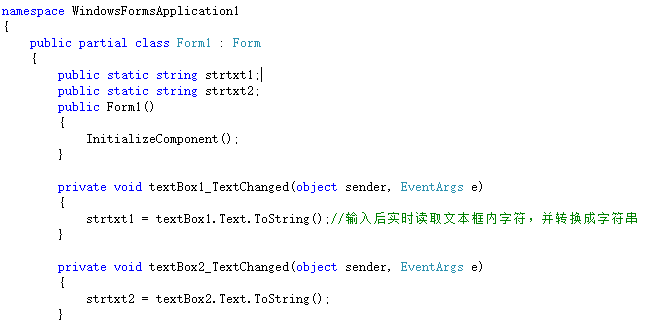 namespace WindowsFormsApplication1
{
    public partial class Form1 : Form
    {
        public static string strtxt1;
        public static string strtxt2;
        public Form1()
        {
            InitializeComponent();
        }

        private void textBox1_TextChanged(object sender, EventArgs e)
        {
            strtxt1 = textBox1.Text.ToString();//输入后实时读取文本框内字符，并转换成字符串
        }

        private void textBox2_TextChanged(object sender, EventArgs e)
        {
            strtxt2 = textBox2.Text.ToString();
        }